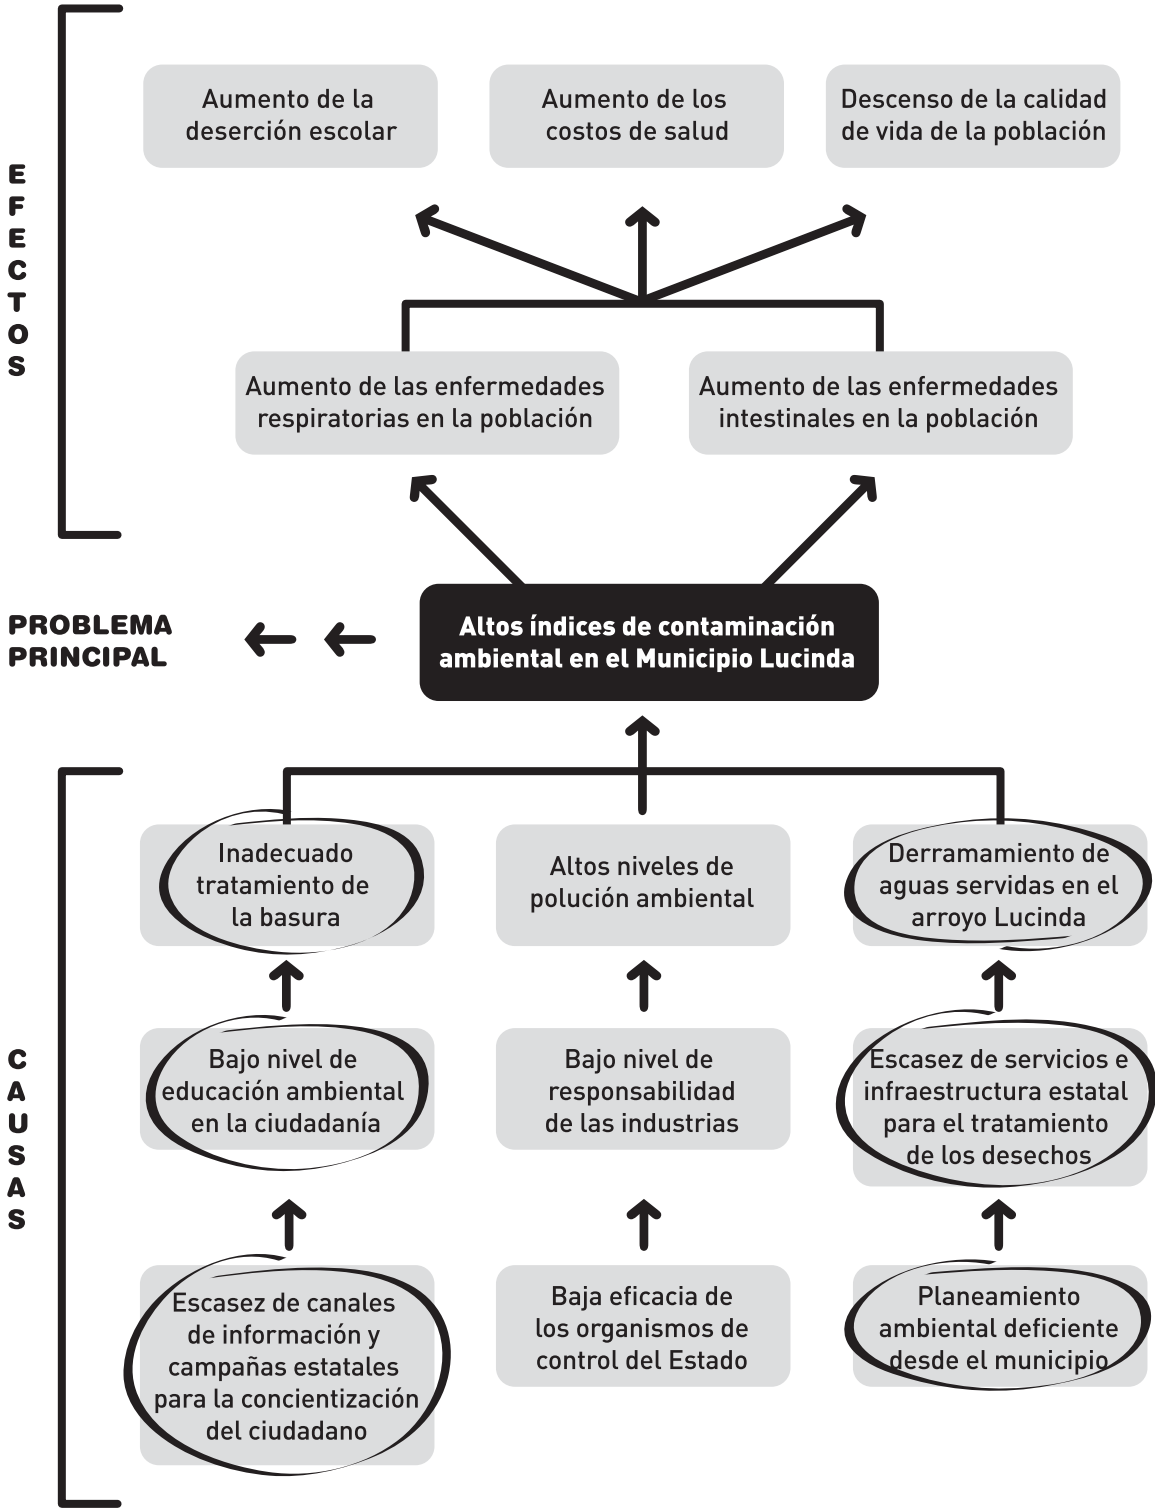 EFECTOS
Aumento de la
deserción escolar
Aumento de los
costos de salud
Descenso de la calidad
de vida de la población
Aumento de las enfermedades
respiratorias en la población
Aumento de las enfermedades
intestinales en la población
PROBLEMA
PRINCIPAL
Altos índices de contaminación
ambiental en el Municipio Lucinda
CAUSAS
Inadecuado
tratamiento de
la basura
Altos niveles de
polución ambiental
Derramamiento de
aguas servidas en el
arroyo Lucinda
Bajo nivel de
educación ambiental
en la ciudadanía
Bajo nivel de
responsabilidad
de las industrias
Escasez de servicios e
infraestructura estatal
para el tratamiento
de los desechos
Escasez de canales
de información y
campañas estatales
para la concientización
del ciudadano
Baja eficacia de
los organismos de
control del Estado
Planeamiento
ambiental deficiente
desde el municipio